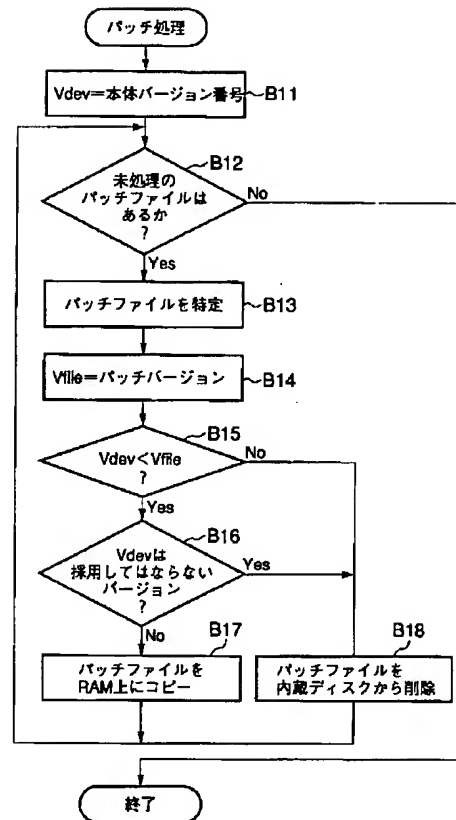 パッチ処理
Vdev=本体バージョン番号
B11
B12
未処理の
パッチファイルは
あるか
?
No
Yes
パッチファイルを特定
B13
Vfile=パッチバージョン
B14
B15
Vdev<Vffile
?
No
Yes
B16
Vdevは
採用してはならない
バージョン
?
Yes
No
B17
パッチファイルを
RAM上にコピー
B18
パッチファイルを
内蔵ディスクから削除
終了